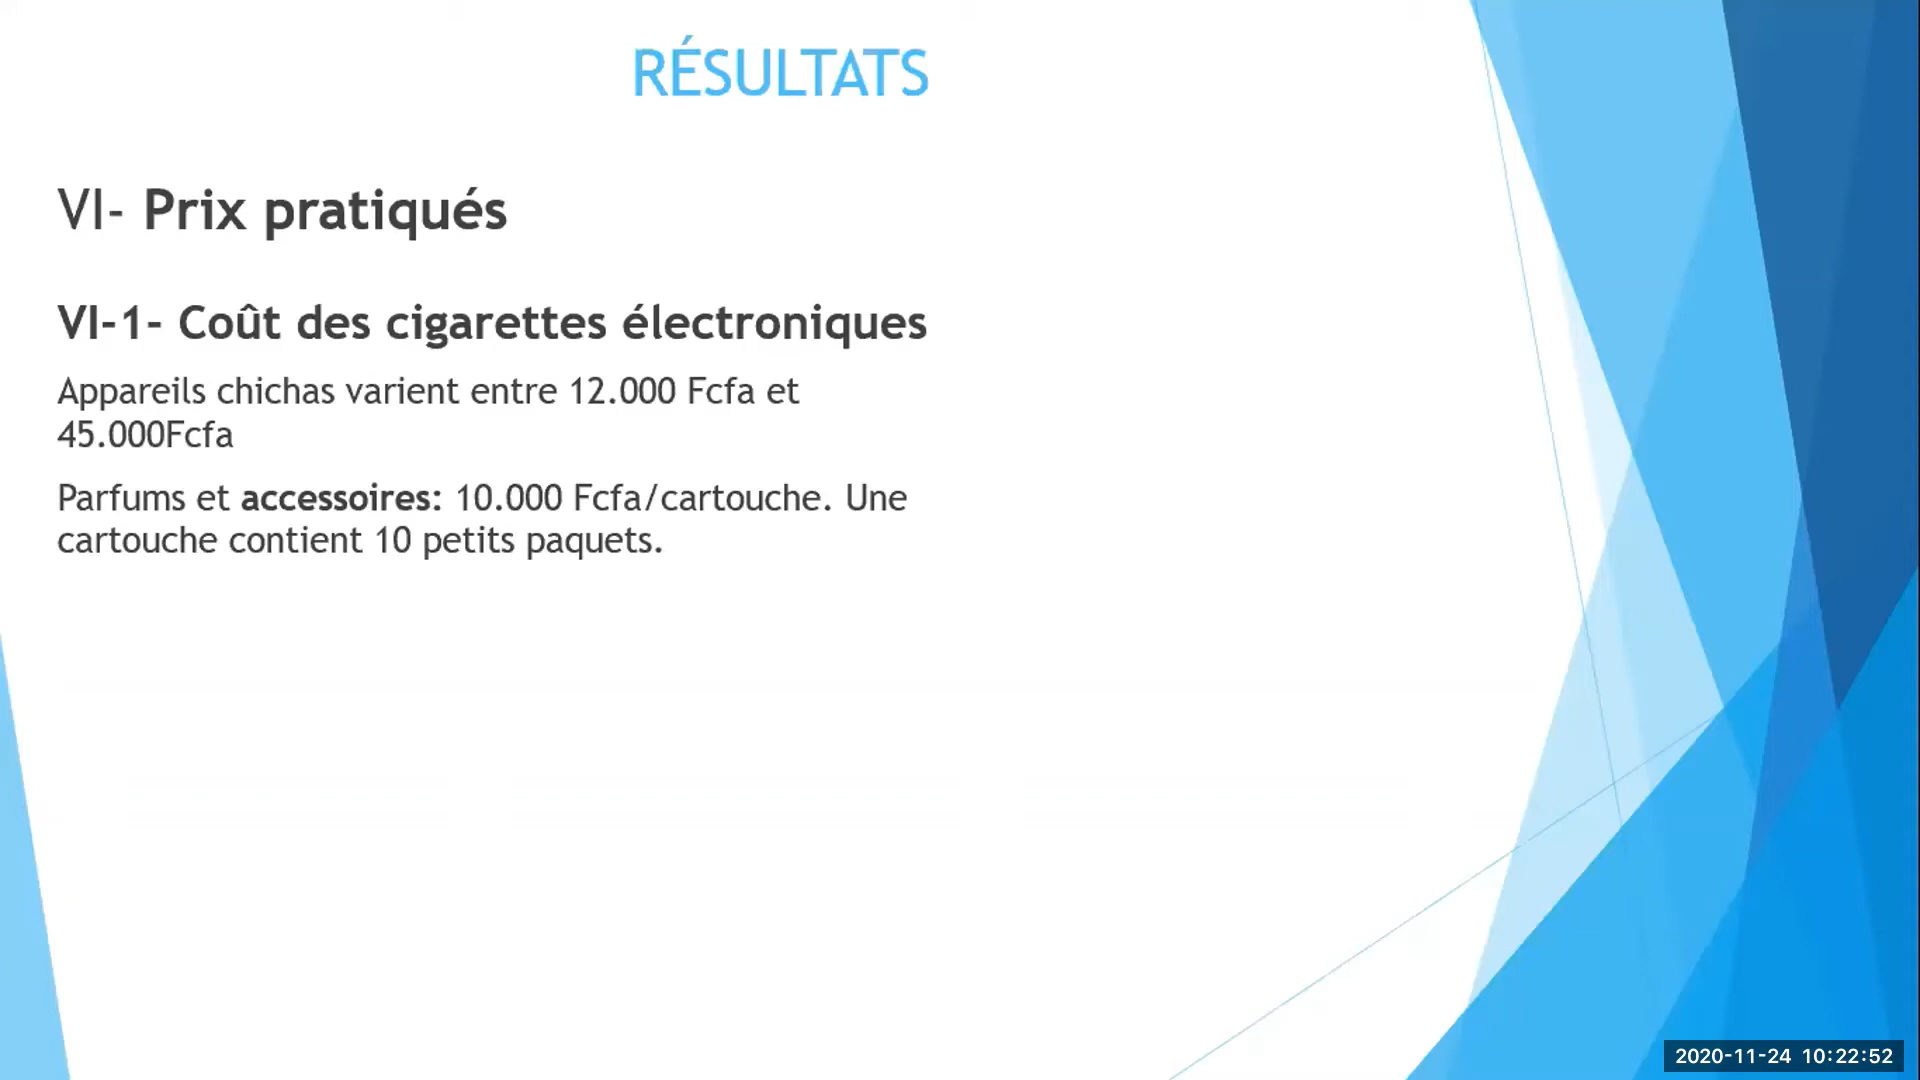 RÉSULTATS
VI- Prix pratiqués
VI-1- Coût des cigarettes électroniques
Appareils chichas varient entre 12.000 Fcfa et
45.000Fcfa
Parfums et accessoires: 10.000 Fcfa/cartouche. Une
cartouche contient 10 petits paquets.
2020-11-24 10:22:52